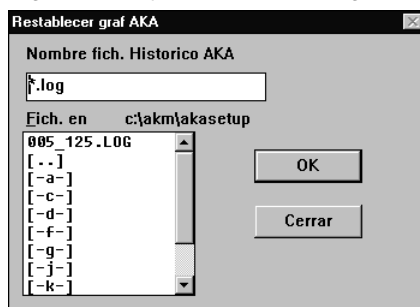 Restablecer graf AKA
Nombre fich. Historico AKA
*.log
Fich. en c:\akm\akasetup
005_125.LOG
[..]
[-a-]
[-c-]
[-d-]
[-f-]
[-g-]
[-j-]
[-k-]
OK
Cerrar